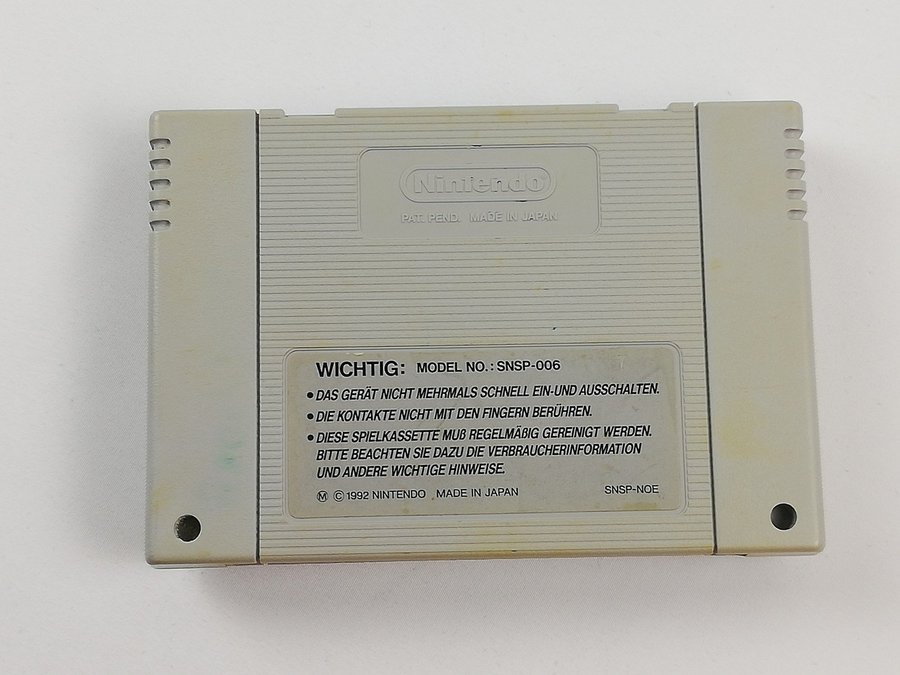 Nintendo
PAT. PEND. MADE IN JAPAN
WICHTIG: MODEL NO.: SNSP-006
• DAS GERÄT NICHT MEHRMALS SCHNELL EIN-UND AUSSCHALTEN.
• DIE KONTAKTE NICHT MIT DEN FINGERN BERÜHREN.
• DIESE SPIELKASSETTE MUß REGELMÄßIG GEREINIGT WERDEN.
BITTE BEACHTEN SIE DAZU DIE VERBRAUCHERINFORMATION
UND ANDERE WICHTIGE HINWEISE.
Ⓜ © 1992 NINTENDO MADE IN JAPAN SNSP-NOE